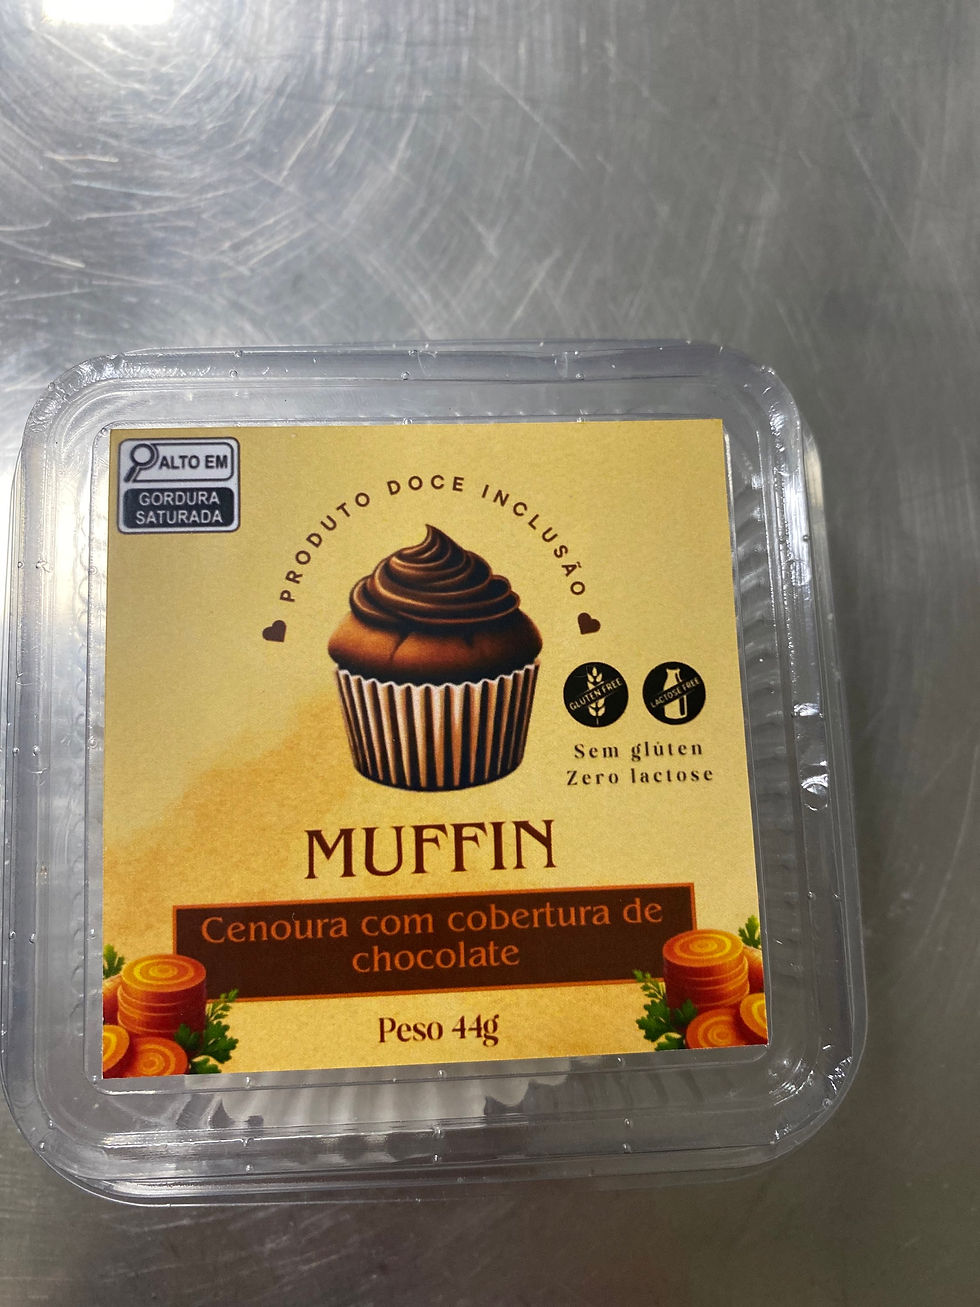 ALTO EM
GORDURA
SATURADA
PRODUTO DOCE INCLUSÃO
GLUTEN FREE
LACTOSE FREE
Sem glúten
Zero lactose
MUFFIN
Cenoura com cobertura de
chocolate
Peso 44g